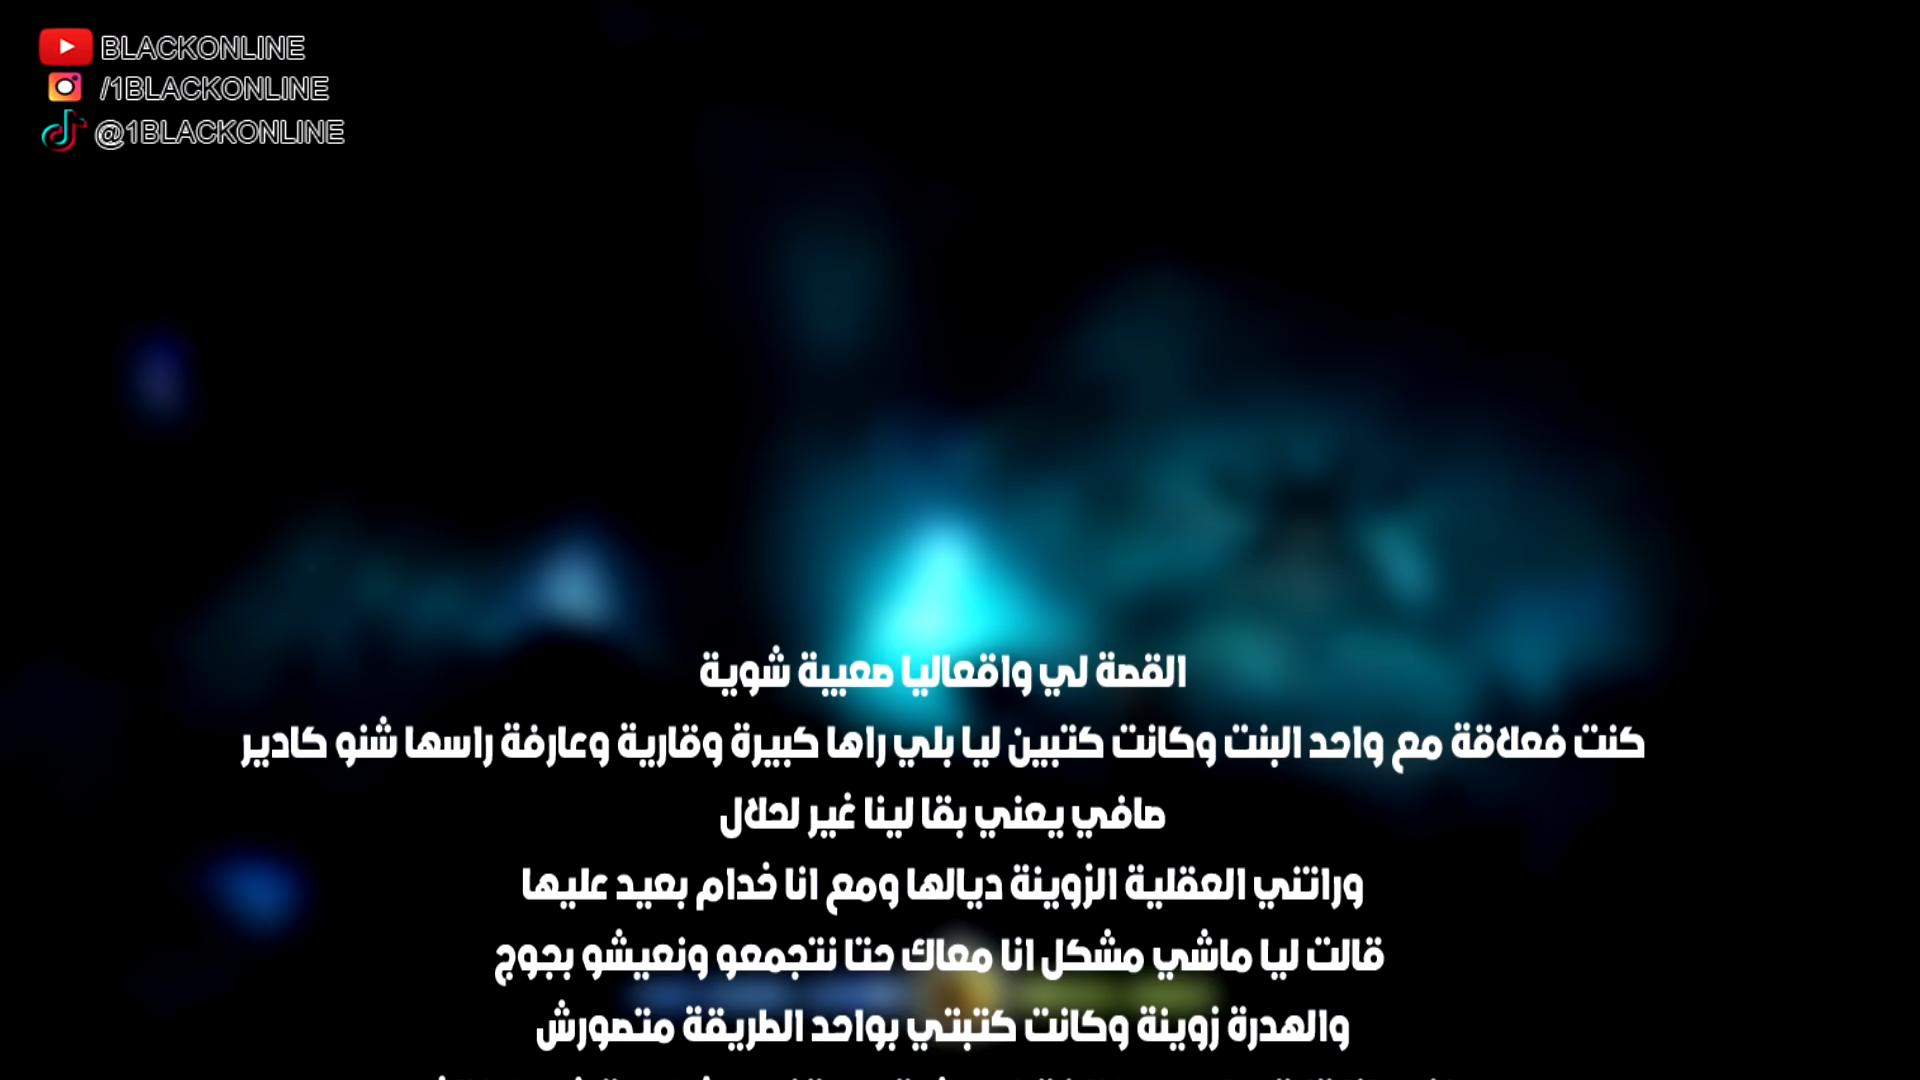 BLACKONLINE
/1BLACKONLINE
@1BLACKONLINE
القصة لي واقعاليا صعيبة شوية
كنت فعلاقة مع واحد البنت وكانت كتبين ليا بلي راها كبيرة وقارية وعارفة راسها شنو كادير
صافي يعني بقا لينا غير لحلال
وراتني العقلية الزوينة ديالها ومع انا خدام بعيد عليها
قالت ليا ماشي مشكل انا معاك حتا نتجمعو ونعيشو بجوج
والهدرة زوينة وكانت كتبتي بواحد الطريقة متصورش